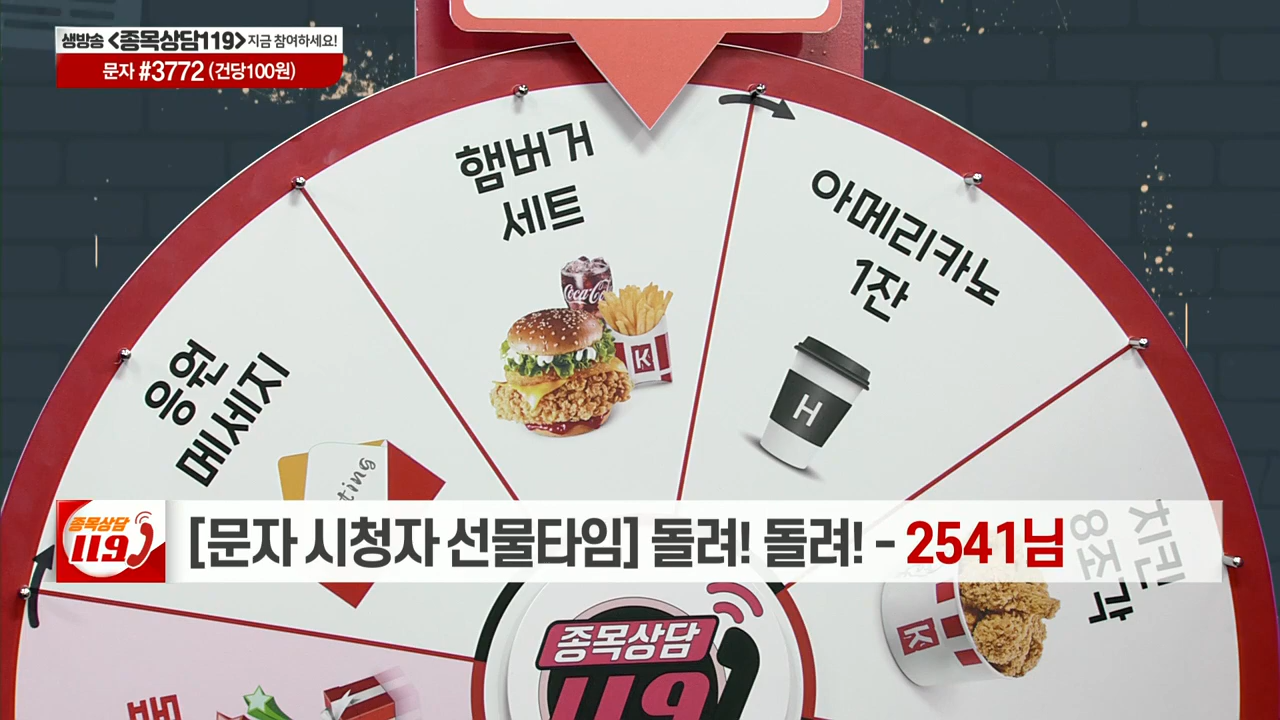 생방송 <종목상담119> 지금 참여하세요!
문자 #3772 (건당100원)
햄버거
세트
아메리카노
1잔
응원
메세지
Coca-Co
K
H
ting
치킨
8조각
K
종목상담
119
[문자 시청자 선물타임] 돌려! 돌려! - 2541님
종목상담
119